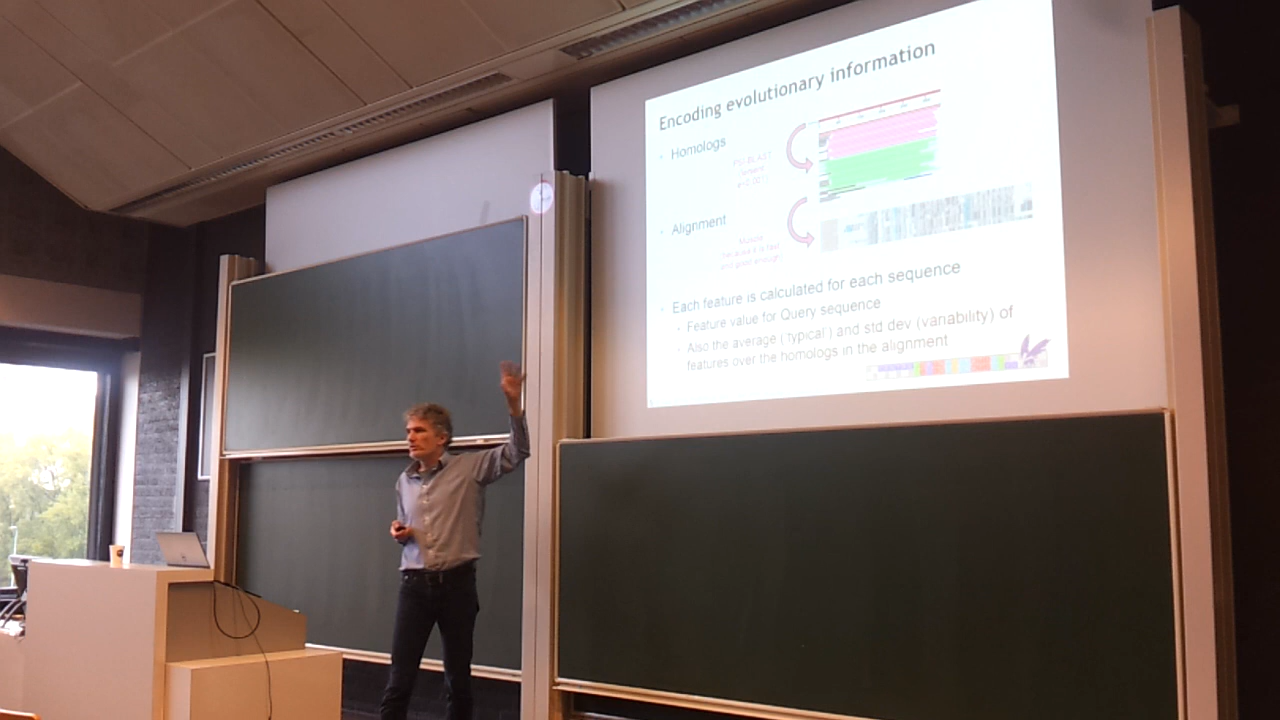 Encoding evolutionary information
Homologs
PSI-BLAST
Alignment
Muscle
Each feature is calculated for each sequence
Feature value for Query sequence
Also the average (‘typical’) and std dev (variability) of
features over the homologs in the alignment